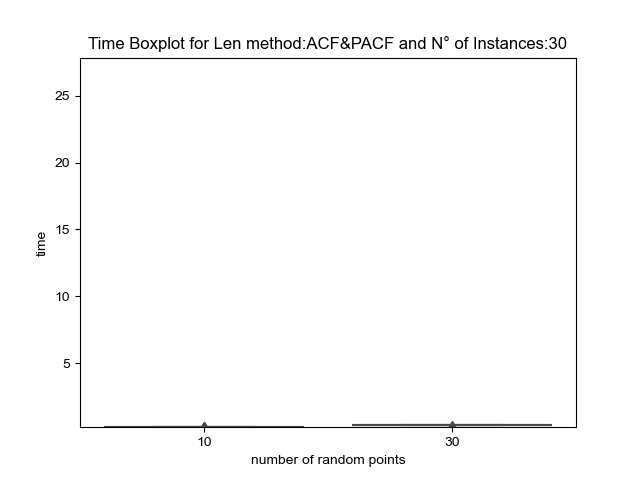 Time Boxplot for Len method:ACF&PACF and N° of Instances:30
25
20
15
10
5
time
10 30
number of random points